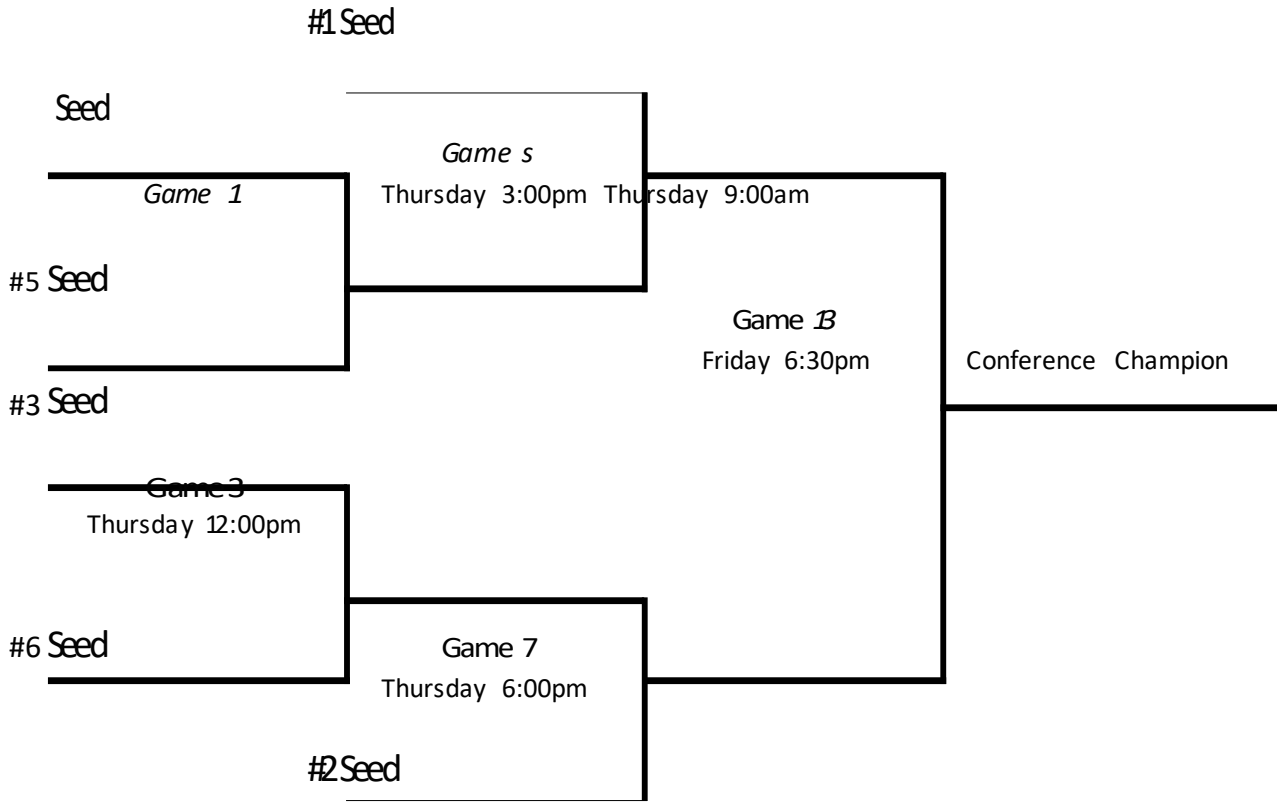 #1 Seed
Seed
Game s
Game 1
Thursday 3:00pm Thursday 9:00am
#5 Seed
Game 13
Friday 6:30pm
Conference Champion
#3 Seed
Game 3
Thursday 12:00pm
#6 Seed
Game 7
Thursday 6:00pm
#2 Seed